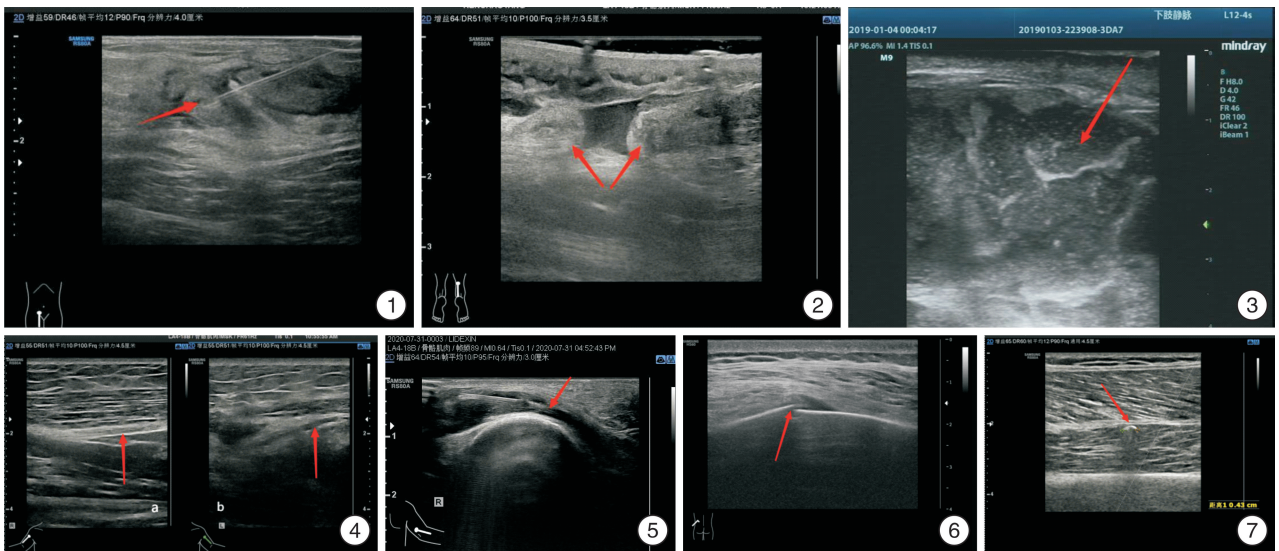 2D 增益59/DR46/帧平均12/P90/Frq 分辨力/4.0厘米
SAMSUNG
RS80A
2
1
2D 增益64/DR51/帧平均10/P100/Frq 分辨力/3.5厘米
SAMSUNG
RS80A
1
2
3
2
下肢静脉
L12-4s
2019-01-04 00:04:17
20190103-223908-3DA7
AP 96.6% MI 1.4 TIS 0.1
mindray
M9
B
F H8.0
D 4.0
G 42
FR 46
DR 100
iClear 2
iBeam 1
3
2D 增益55/DR51/帧平均10/P100/Frq 分辨力/4.5厘米
SAMSUNG
RS80A
2
4
R
a
b
L
4
2020-07-31-0003 / LIDEXIN
LA4-18B / 骨骼肌肉 / 帧频89 / MI0.64 / Tis0.1 / 2020-07-31 04:52:43 PM
2D 增益64/DR54/帧平均10/P95/Frq 分辨力/3.0厘米
SAMSUNG
RS80A
1
2
R
5
6
2D 增益65/DR60/帧平均12/P90/Frq 通用/4.5厘米
SAMSUNG
RS80A
距离1 0.43 cm
7